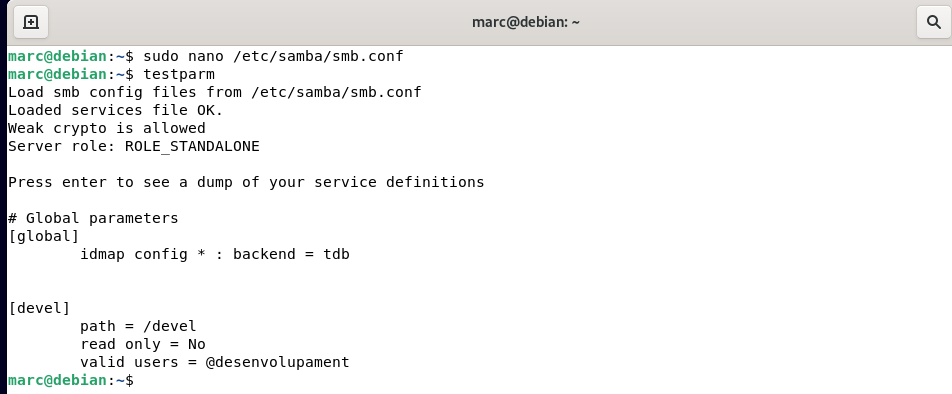 marc@debian: ~
marc@debian:~$ sudo nano /etc/samba/smb.conf
marc@debian:~$ testparm
Load smb config files from /etc/samba/smb.conf
Loaded services file OK.
Weak crypto is allowed
Server role: ROLE_STANDALONE
Press enter to see a dump of your service definitions
# Global parameters
[global]
        idmap config * : backend = tdb
[devel]
        path = /devel
        read only = No
        valid users = @desenvolupament
marc@debian:~$